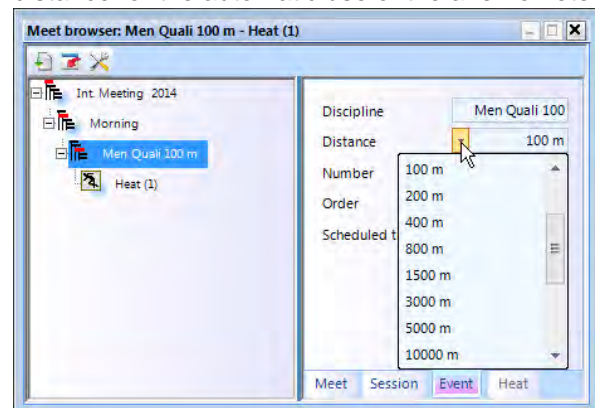 Meet browser: Men Quali 100 m - Heat (1)
Int. Meeting 2014
Morning
Men Quali 100 m
Heat (1)
Discipline Men Quali 100
Distance 100 m
Number
Order
Scheduled t
100 m
200 m
400 m
800 m
1500 m
3000 m
5000 m
10000 m
Meet Session Event Heat